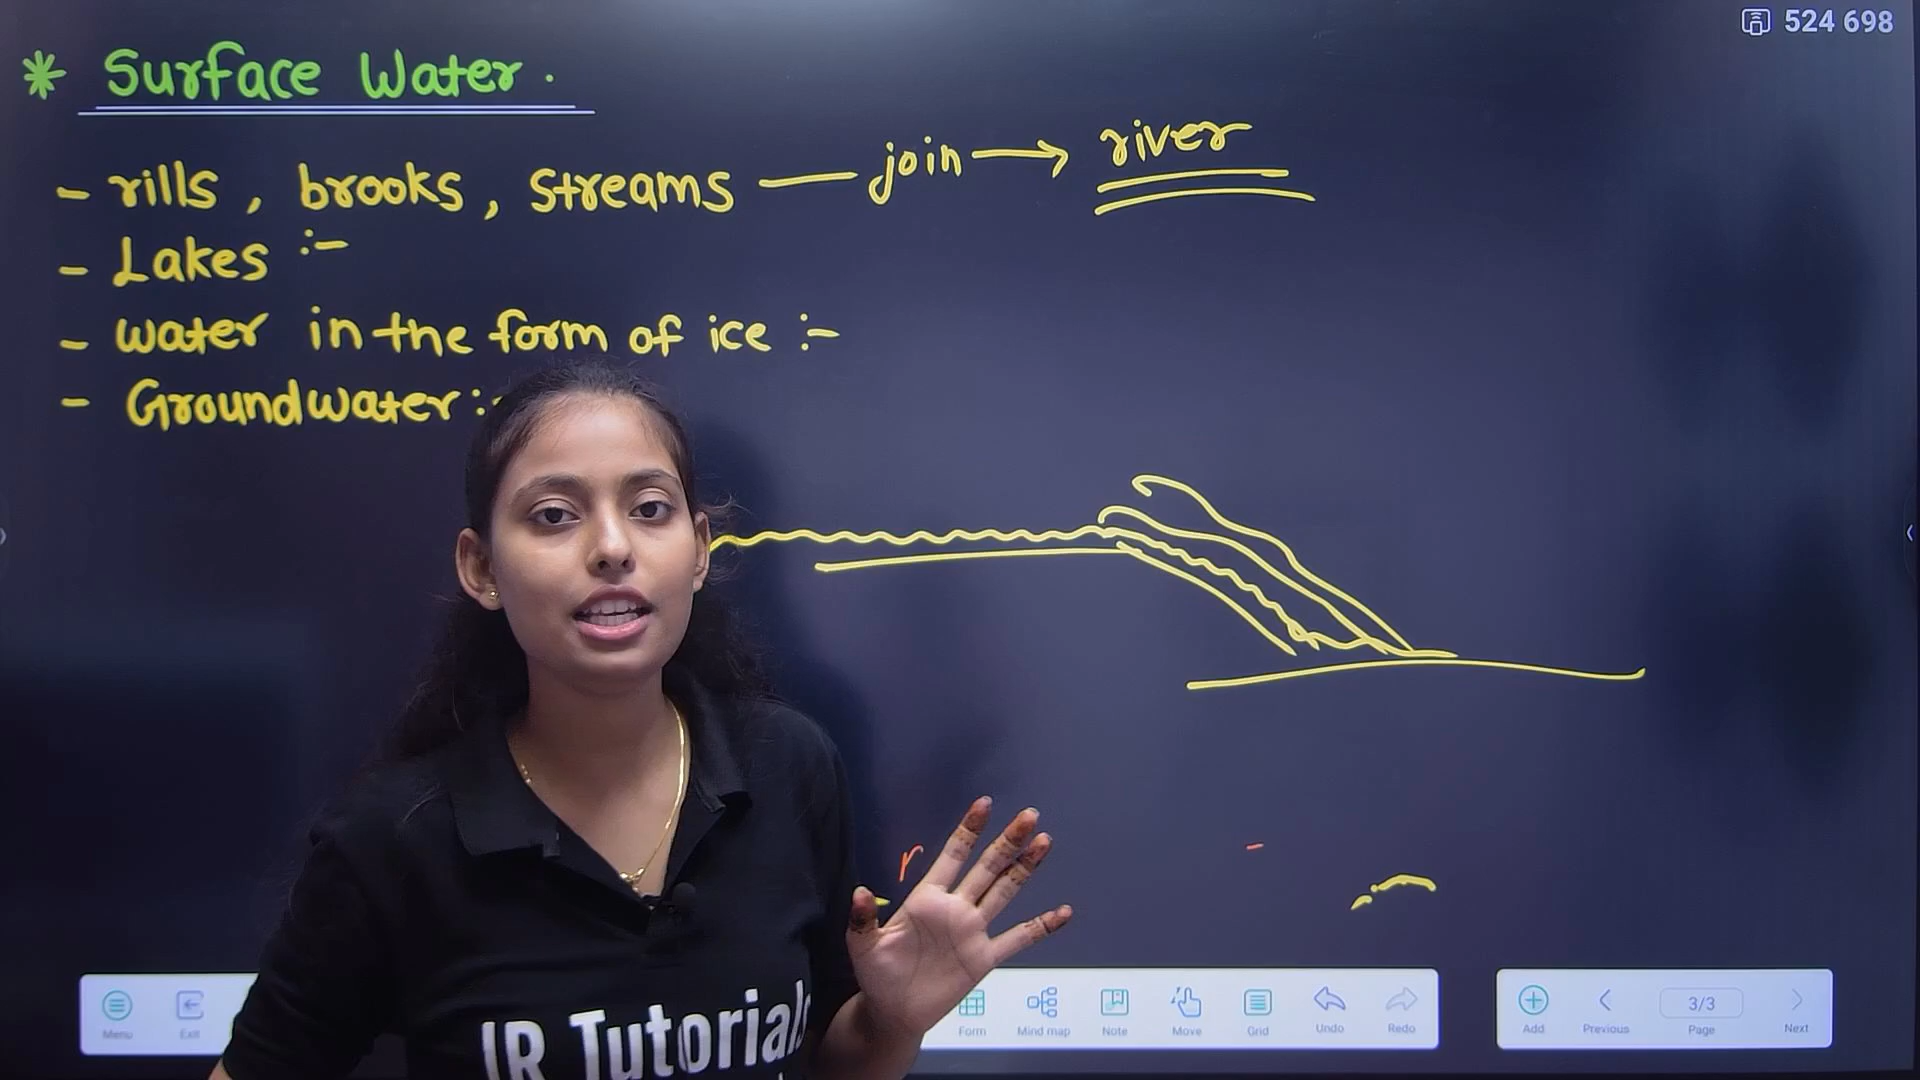 524 698
* Surface Water.
- rills, brooks, streams — join → river
- Lakes :-
- water in the form of ice :-
- Groundwater :-
r
JR Tutorials
Menu Exit Form Mind map Note Move Grid Undo Redo Add Previous 3/3 Page Next